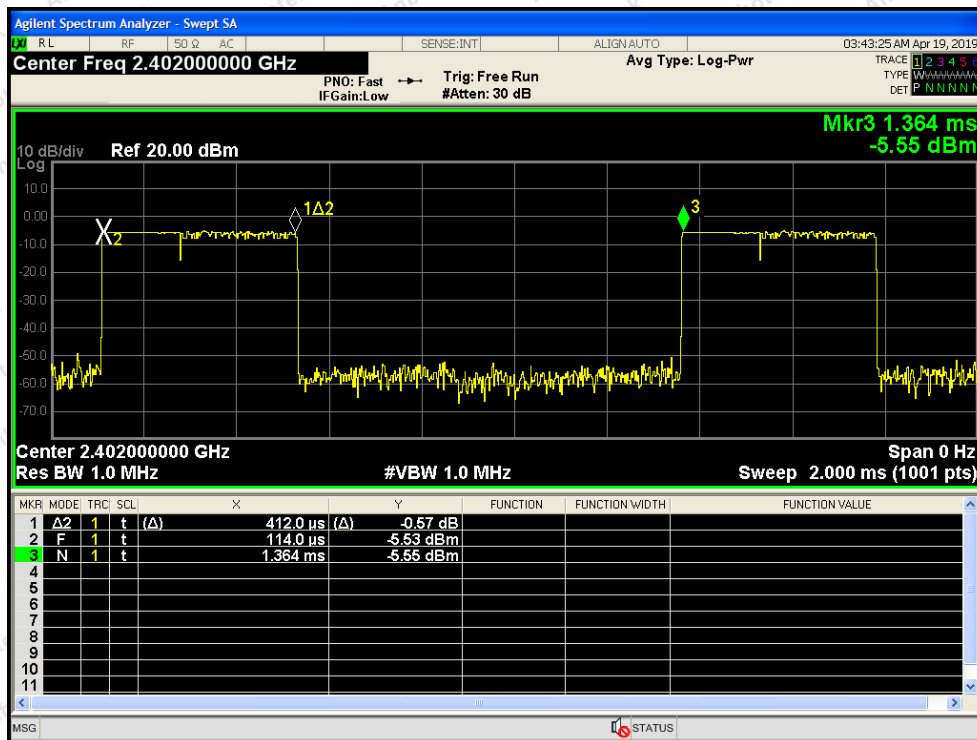 Agilent Spectrum Analyzer - Swept SA
LXI RL RF 50 Ω AC SENSE:INT ALIGNAUTO 03:43:25 AM Apr 19, 2019
Center Freq 2.402000000 GHz Avg Type: Log-Pwr TRACE 1 2 3 4 5 6
PNO: Fast Trig: Free Run TYPE
IFGain:Low #Atten: 30 dB DET P N N N N N
Mkr3 1.364 ms
10 dB/div Ref 20.00 dBm -5.55 dBm
Log
10.0
0.00
1Δ2
3
2
-10.0
-20.0
-30.0
-40.0
-50.0
-60.0
-70.0
Center 2.402000000 GHz Span 0 Hz
Res BW 1.0 MHz #VBW 1.0 MHz Sweep 2.000 ms (1001 pts)
MKR MODE TRC SCL X Y FUNCTION FUNCTION WIDTH FUNCTION VALUE
1 Δ2 1 t (Δ) 412.0 µs (Δ) -0.57 dB
2 F 1 t 114.0 µs -5.53 dBm
3 N 1 t 1.364 ms -5.55 dBm
4
5
6
7
8
9
10
11
MSG STATUS